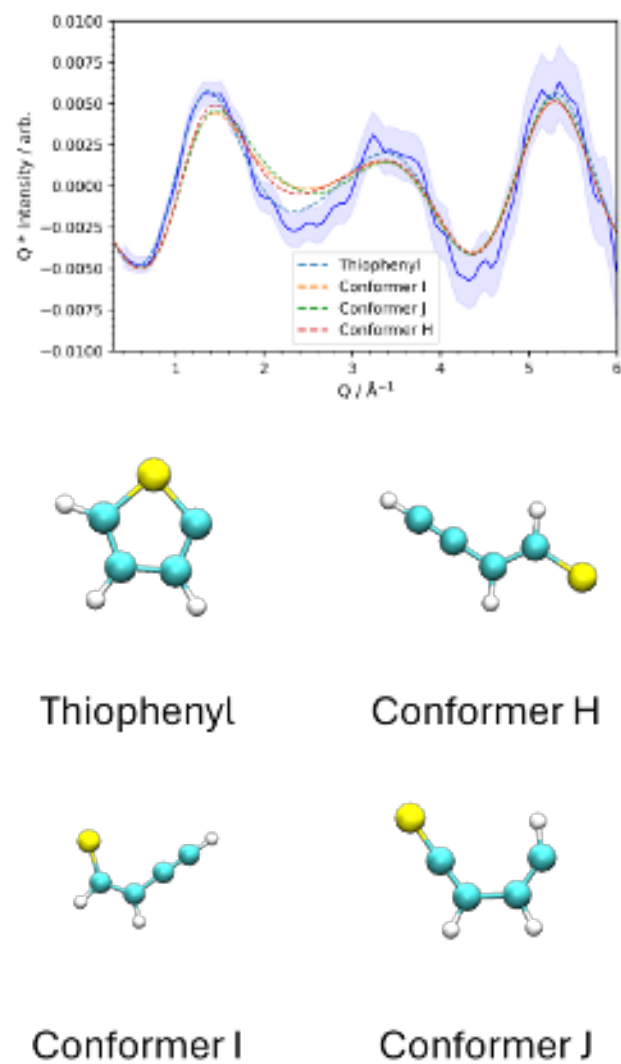 0.0100
0.0075
0.0050
0.0025
0.0000
−0.0025
−0.0050
−0.0075
−0.0100
Q * Intensity / arb.
Thiophenyl
Conformer I
Conformer J
Conformer H
1 2 3 4 5 6
Q / Å⁻¹
Thiophenyl Conformer H
Conformer I Conformer J